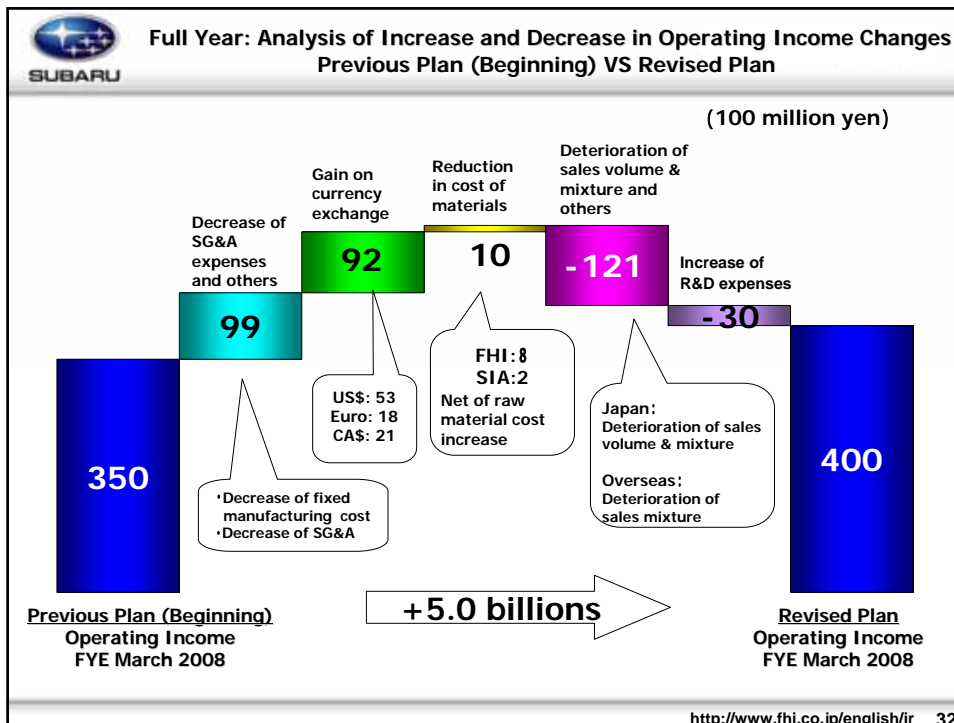 SUBARU
Full Year: Analysis of Increase and Decrease in Operating Income Changes
Previous Plan (Beginning) VS Revised Plan
(100 million yen)
Decrease of
SG&A
expenses
and others
Gain on
currency
exchange
Reduction
in cost of
materials
Deterioration of
sales volume &
mixture and
others
Increase of
R&D expenses
350
99
92
10
-121
-30
400
・Decrease of fixed
manufacturing cost
・Decrease of SG&A
US$: 53
Euro: 18
CA$: 21
FHI:8
SIA:2
Net of raw
material cost
increase
Japan:
Deterioration of sales
volume & mixture
Overseas:
Deterioration of
sales mixture
+5.0 billions
Previous Plan (Beginning)
Operating Income
FYE March 2008
Revised Plan
Operating Income
FYE March 2008
http://www.fhi.co.jp/english/ir 32